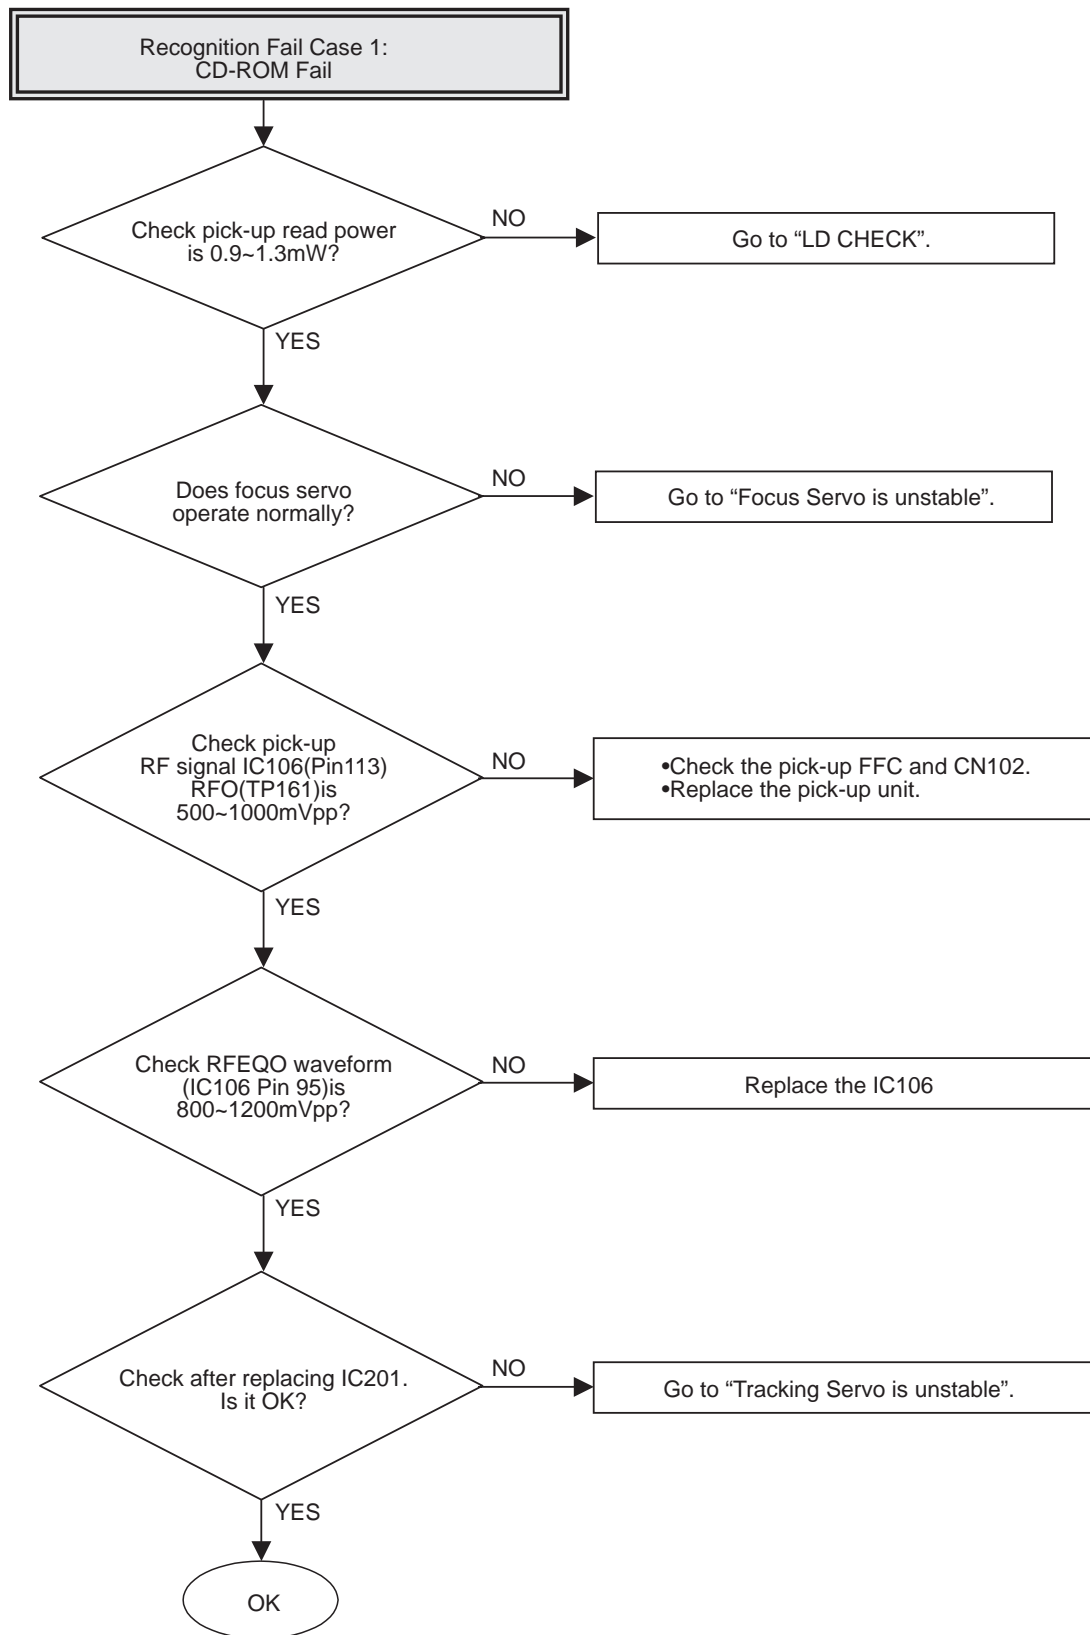 Recognition Fail Case 1:
CD-ROM Fail
Check pick-up read power
is 0.9~1.3mW?
NO
Go to “LD CHECK”.
YES
Does focus servo
operate normally?
NO
Go to “Focus Servo is unstable”.
YES
Check pick-up
RF signal IC106(Pin113)
RFO(TP161)is
500~1000mVpp?
NO
•Check the pick-up FFC and CN102.
•Replace the pick-up unit.
YES
Check RFEQO waveform
(IC106 Pin 95)is
800~1200mVpp?
NO
Replace the IC106
YES
Check after replacing IC201.
Is it OK?
NO
Go to “Tracking Servo is unstable”.
YES
OK